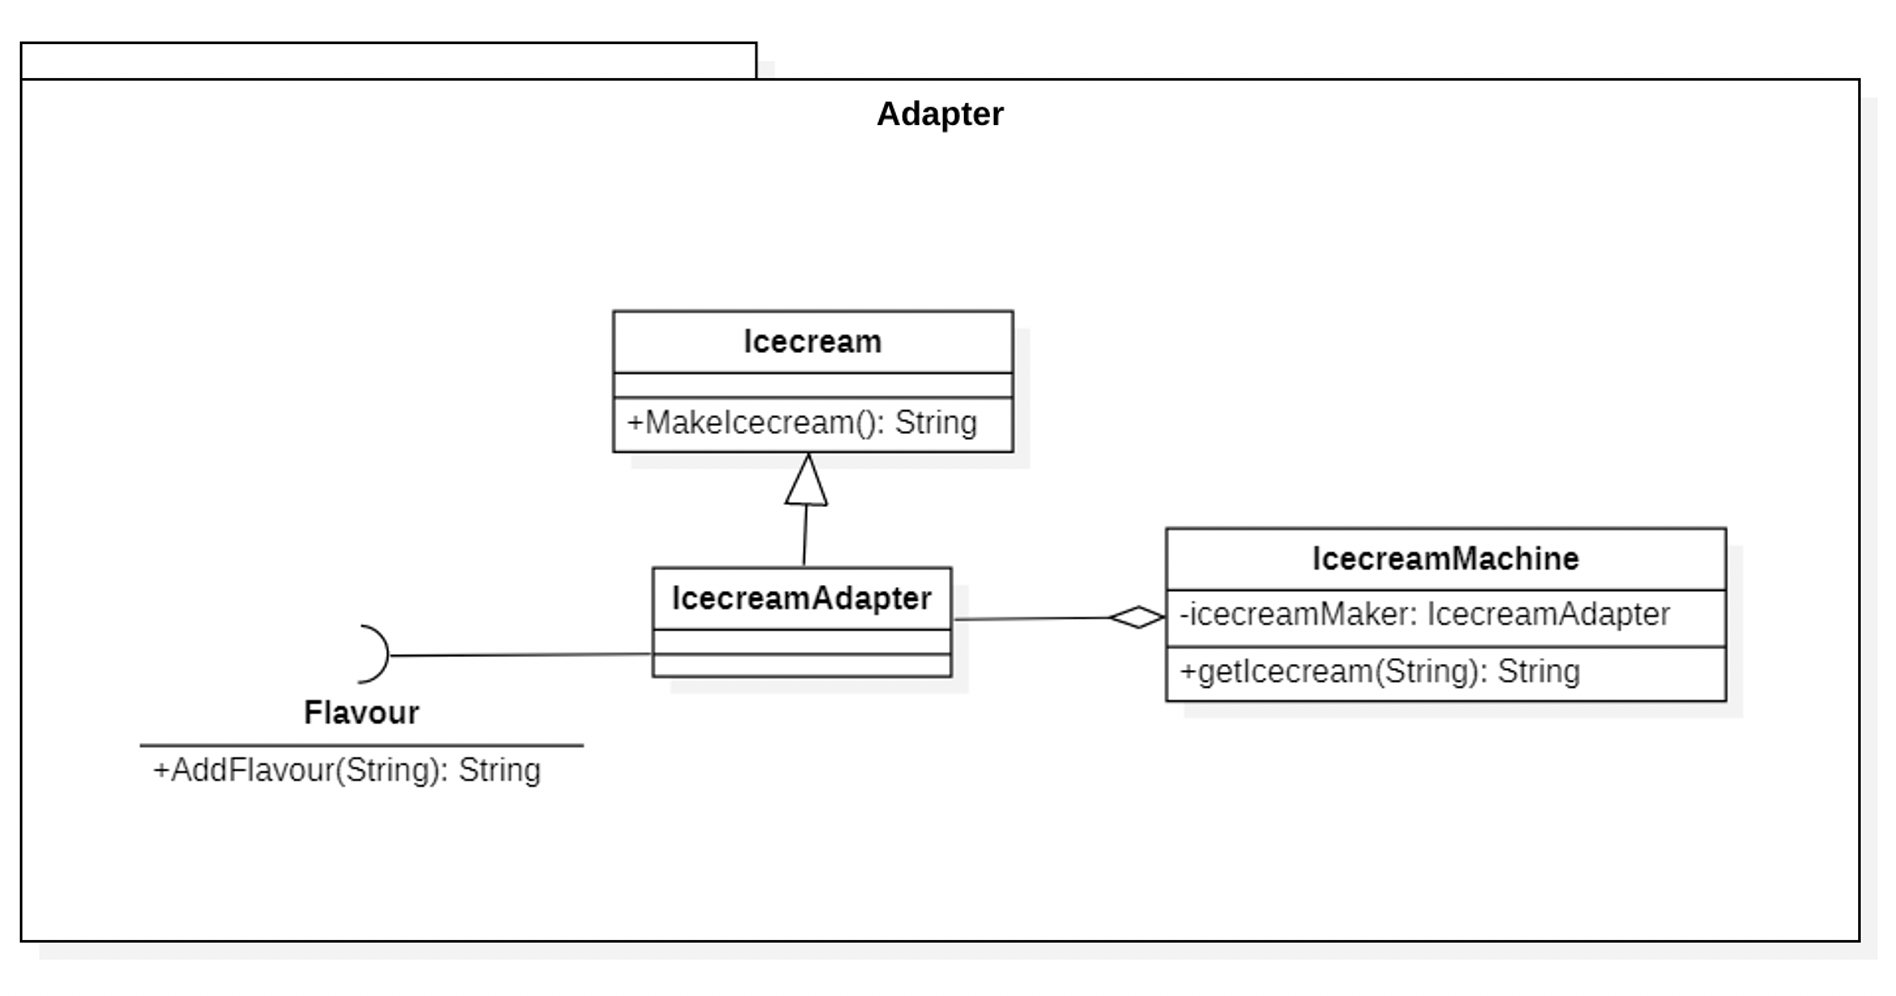 Adapter
Icecream
+MakeIcecream(): String
IcecreamAdapter
IcecreamMachine
-icecreamMaker: IcecreamAdapter
+getIcecream(String): String
Flavour
+AddFlavour(String): String